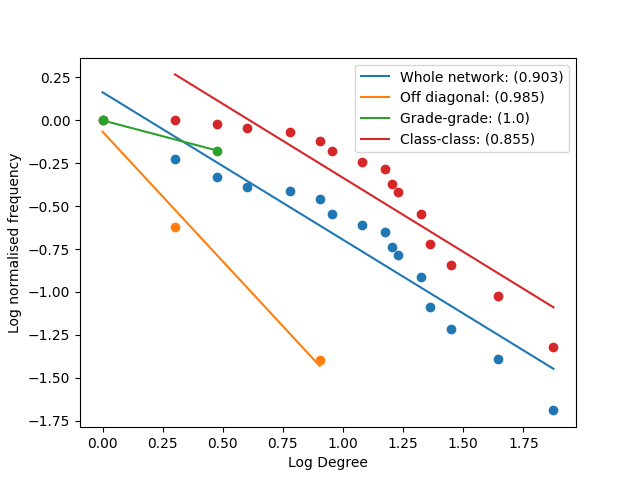 Whole network: (0.903)
Off diagonal: (0.985)
Grade-grade: (1.0)
Class-class: (0.855)
Log normalised frequency
0.25
0.00
−0.25
−0.50
−0.75
−1.00
−1.25
−1.50
−1.75
0.00 0.25 0.50 0.75 1.00 1.25 1.50 1.75
Log Degree